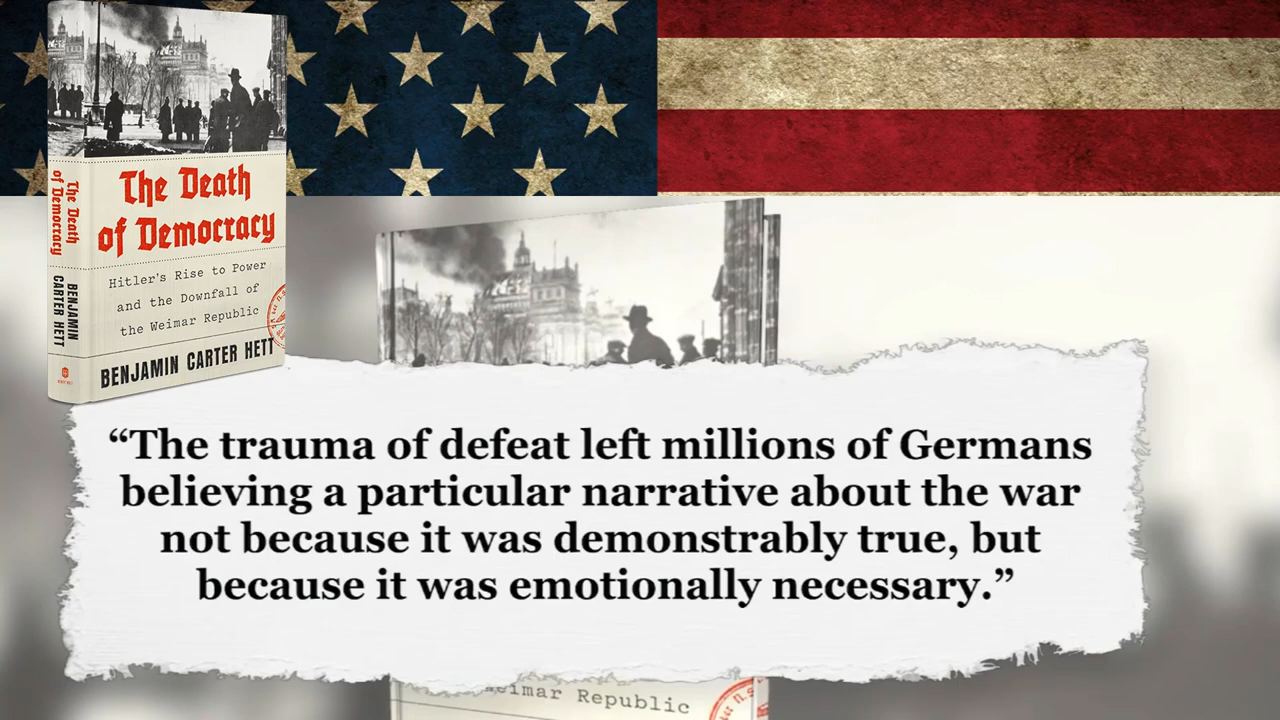 The Death
of Democracy
Hitler's Rise to Power
and the Downfall of
the Weimar Republic
BENJAMIN CARTER HETT
The Death
of Democracy
BENJAMIN
CARTER HETT
“The trauma of defeat left millions of Germans
believing a particular narrative about the war
not because it was demonstrably true, but
because it was emotionally necessary.”
Republic